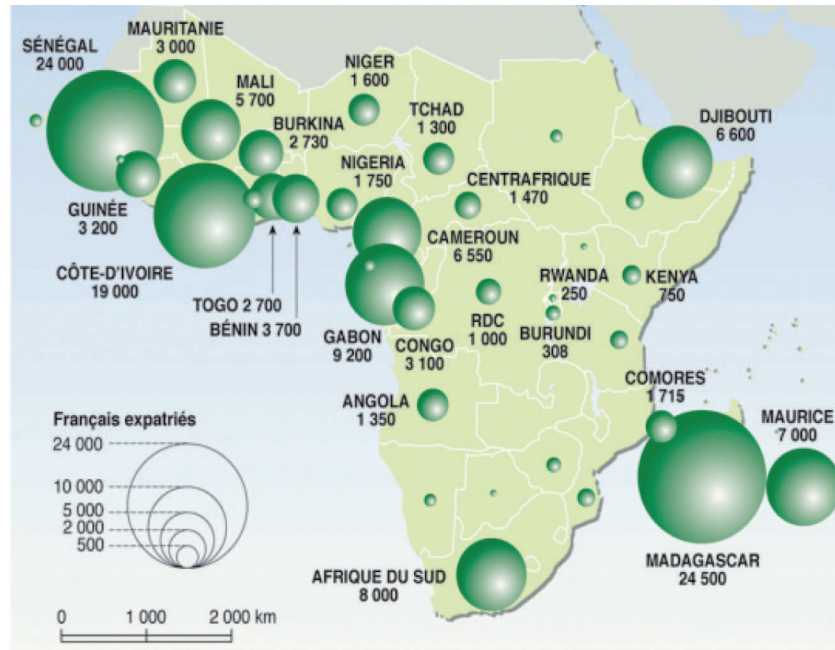 MAURITANIE
3 000
SÉNÉGAL
24 000
MALI
5 700
NIGER
1 600
BURKINA
2 730
TCHAD
1 300
DJIBOUTI
6 600
NIGERIA
1 750
CENTRAFRIQUE
1 470
GUINÉE
3 200
CÔTE-D'IVOIRE
19 000
CAMEROUN
6 550
TOGO 2 700
BÉNIN 3 700
GABON
9 200
CONGO
3 100
RDC
1 000
RWANDA
250
BURUNDI
308
KENYA
750
ANGOLA
1 350
COMORES
1 715
MAURICE
7 000
MADAGASCAR
24 500
AFRIQUE DU SUD
8 000
Français expatriés
24 000
10 000
5 000
2 000
500
0 1 000 2 000 km